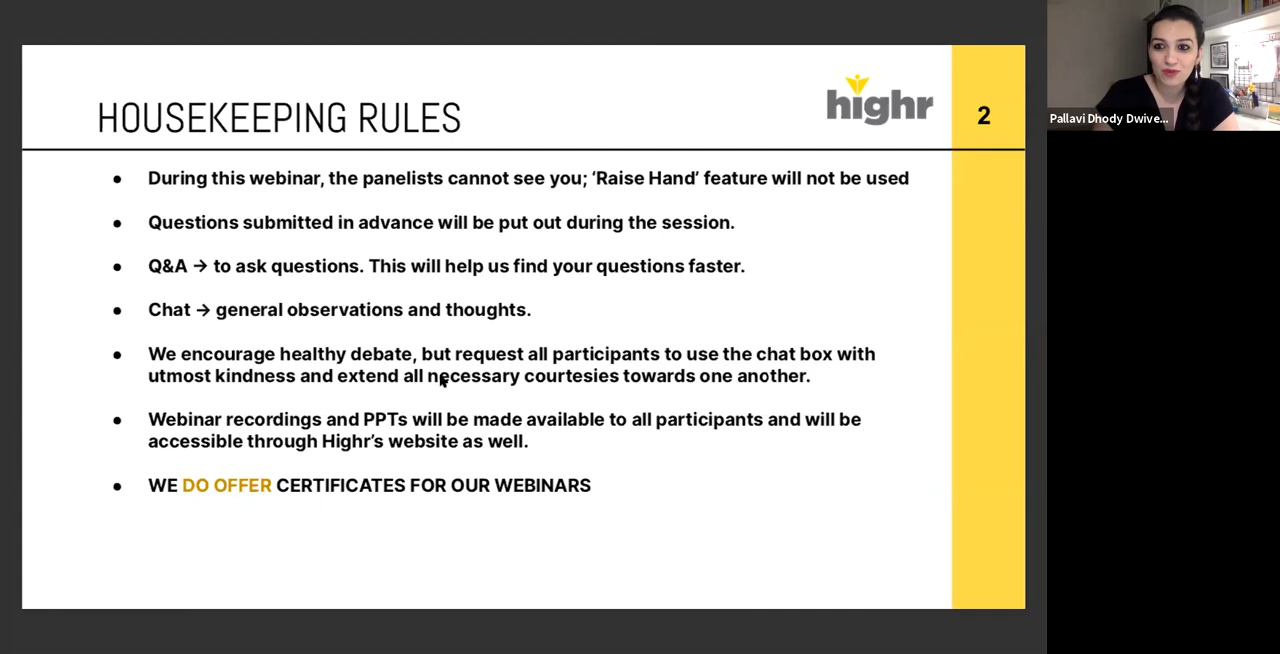 HOUSEKEEPING RULES
highr
2
● During this webinar, the panelists cannot see you; ‘Raise Hand’ feature will not be used
● Questions submitted in advance will be put out during the session.
● Q&A → to ask questions. This will help us find your questions faster.
● Chat → general observations and thoughts.
● We encourage healthy debate, but request all participants to use the chat box with
utmost kindness and extend all necessary courtesies towards one another.
● Webinar recordings and PPTs will be made available to all participants and will be
accessible through Highr’s website as well.
● WE DO OFFER CERTIFICATES FOR OUR WEBINARS
Pallavi Dhody Dwive...